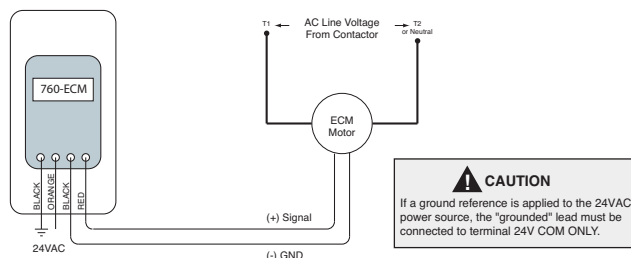 T1
AC Line Voltage
From Contactor
T2
or Neutral
760-ECM
ECM
Motor
BLACK
ORANGE
BLACK
RED
24VAC
(+) Signal
(-) GND
CAUTION
If a ground reference is applied to the 24VAC
power source, the "grounded" lead must be
connected to terminal 24V COM ONLY.